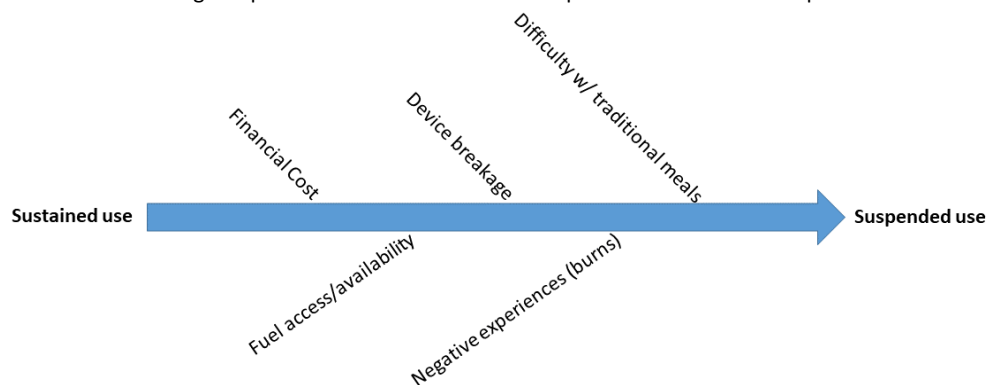 Difficulty w/ traditional meals
Device breakage
Financial Cost
Sustained use
Suspended use
Fuel access/availability
Negative experiences (burns)